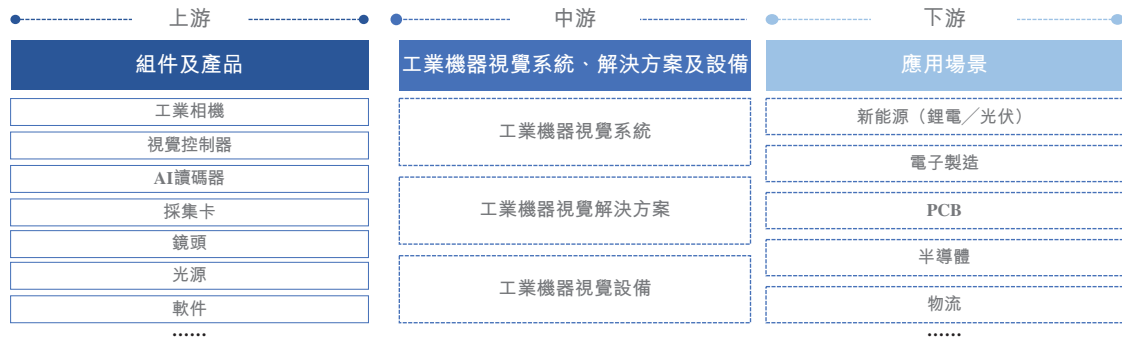 上游
組件及產品
工業相機
視覺控制器
AI讀碼器
採集卡
鏡頭
光源
軟件
......
中游
工業機器視覺系統、解決方案及設備
工業機器視覺系統
工業機器視覺解決方案
工業機器視覺設備
下游
應用場景
新能源（鋰電╱光伏）
電子製造
PCB
半導體
物流
......